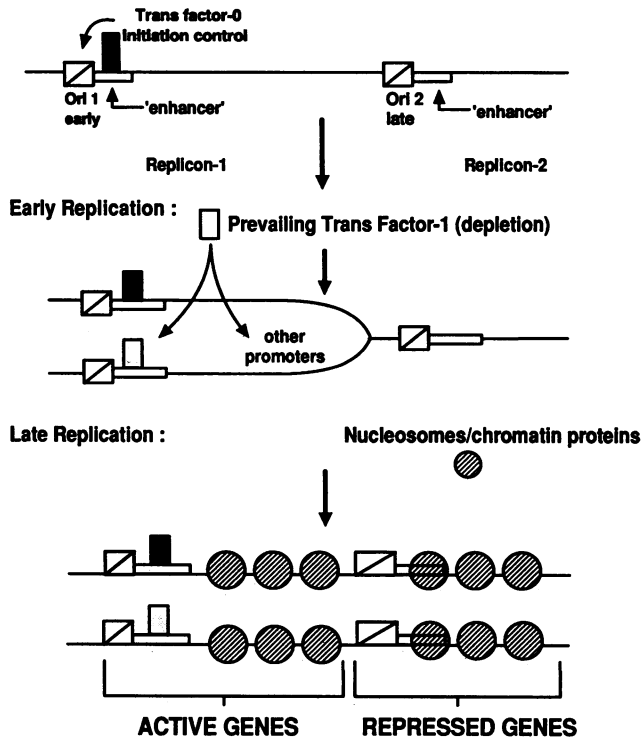 Trans factor-0
initiation control
Ori 1
early
'enhancer'
Ori 2
late
'enhancer'
Replicon-1
Replicon-2
Early Replication :
Prevailing Trans Factor-1 (depletion)
other
promoters
Late Replication :
Nucleosomes/chromatin proteins
ACTIVE GENES
REPRESSED GENES